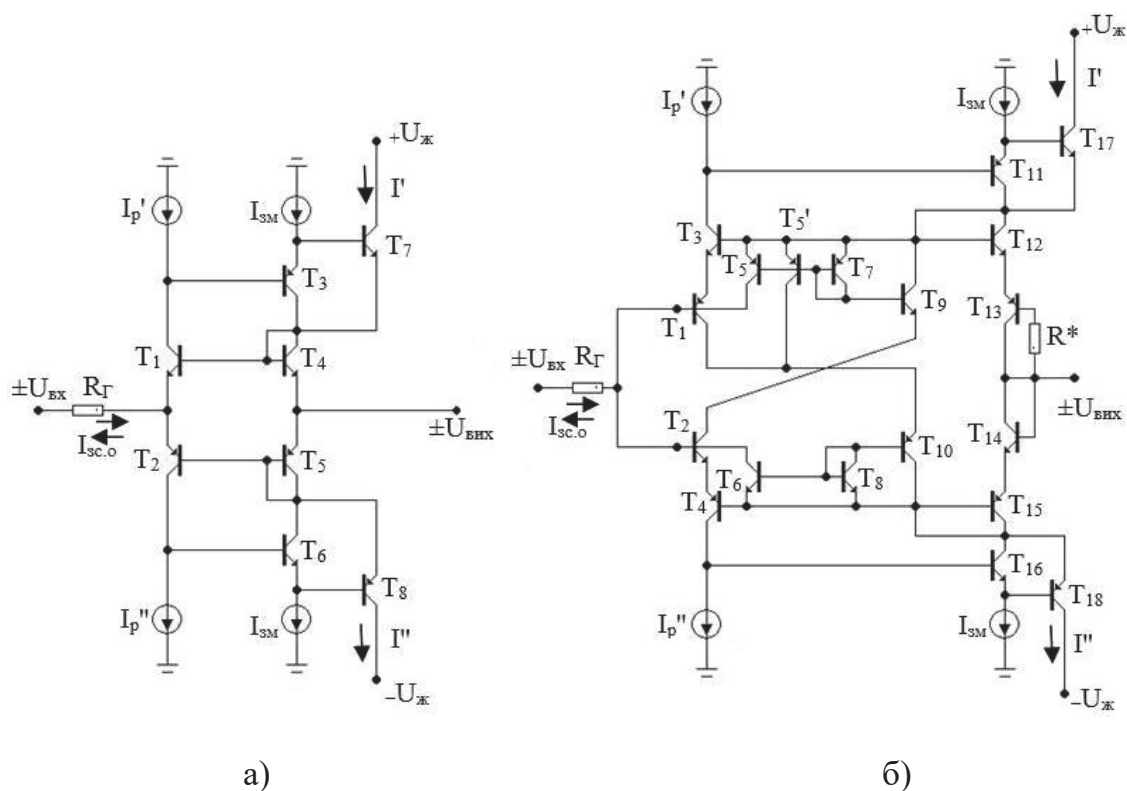 +Uж
I'
Iр'
Iзм
T7
T3
T1
T4
±Uвх
RГ
Iзс.о
±Uвих
T2
T5
T6
T8
Iр"
Iзм
I"
−Uж
а)
+Uж
I'
Iр'
Iзм
T17
T11
T3
T5'
T12
T5
T7
T9
T1
T13
R*
±Uвх
RГ
Iзс.о
±Uвих
T2
T14
T10
T6
T8
T4
T15
T16
T18
Iр"
Iзм
I"
−Uж
б)